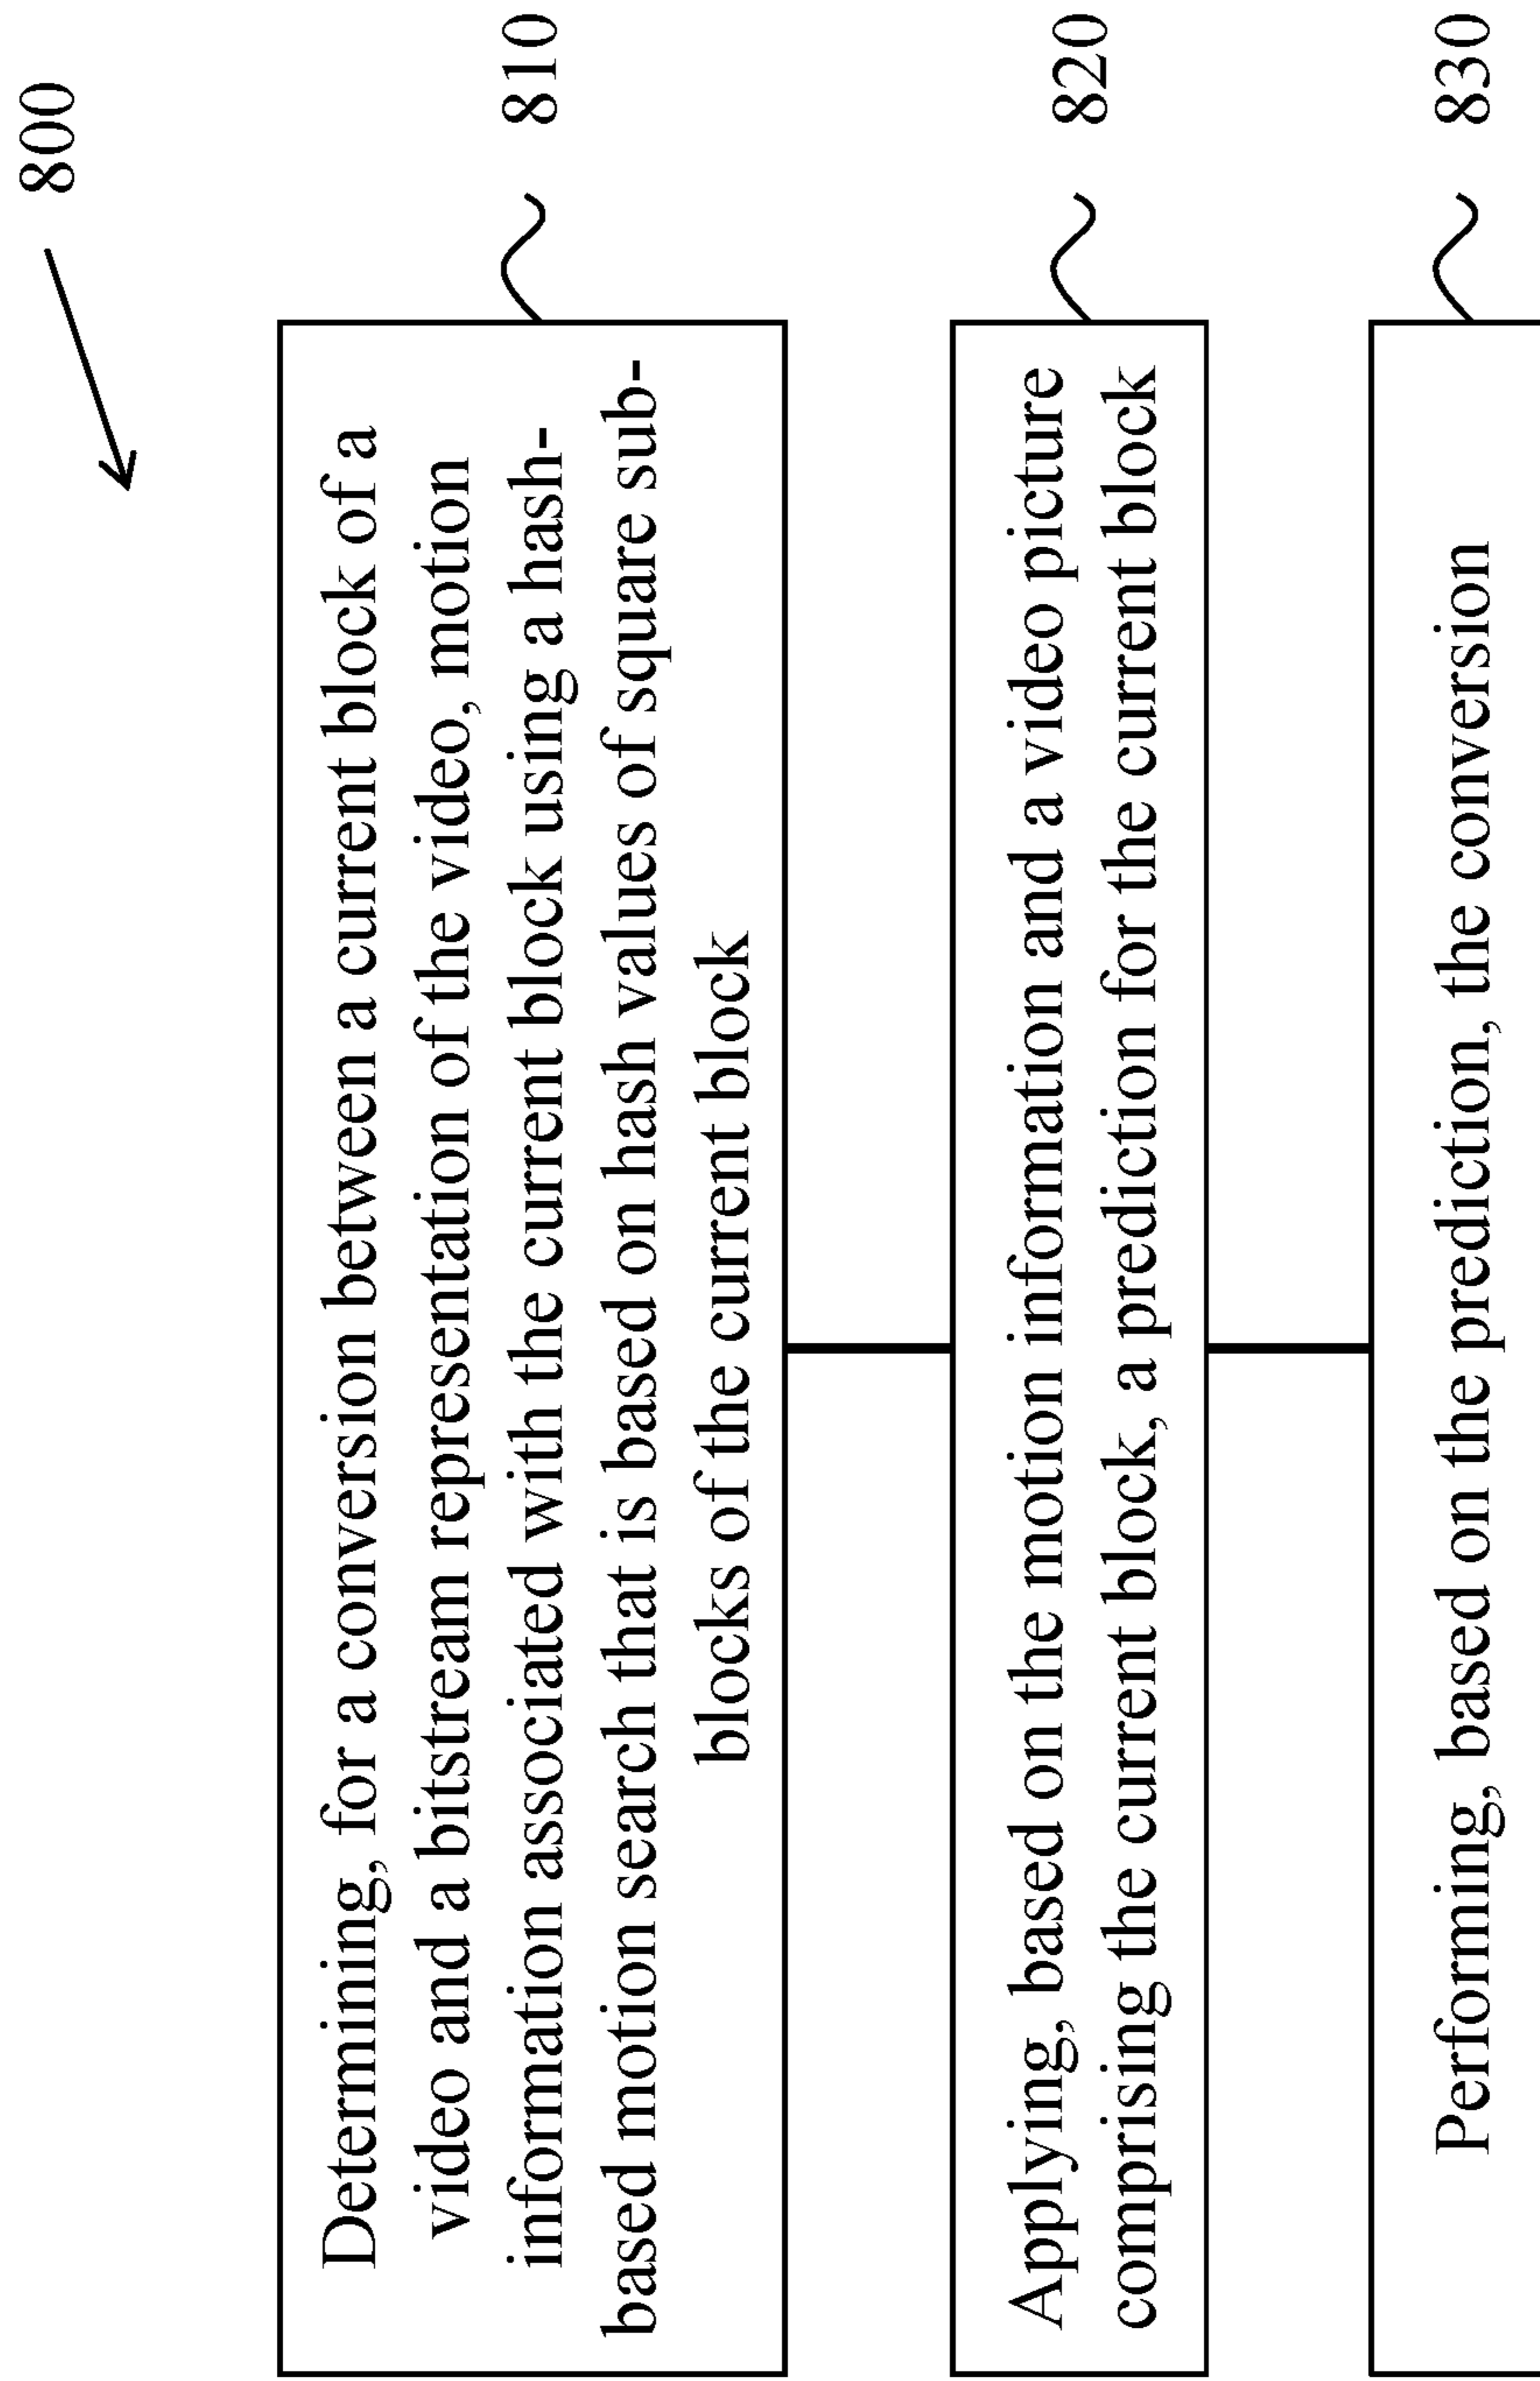 800
Determining, for a conversion between a current block of a
video and a bitstream representation of the video, motion
information associated with the current block using a hash-
based motion search that is based on hash values of square sub-
blocks of the current block
810
Applying, based on the motion information and a video picture
comprising the current block, a prediction for the current block
820
Performing, based on the prediction, the conversion
830